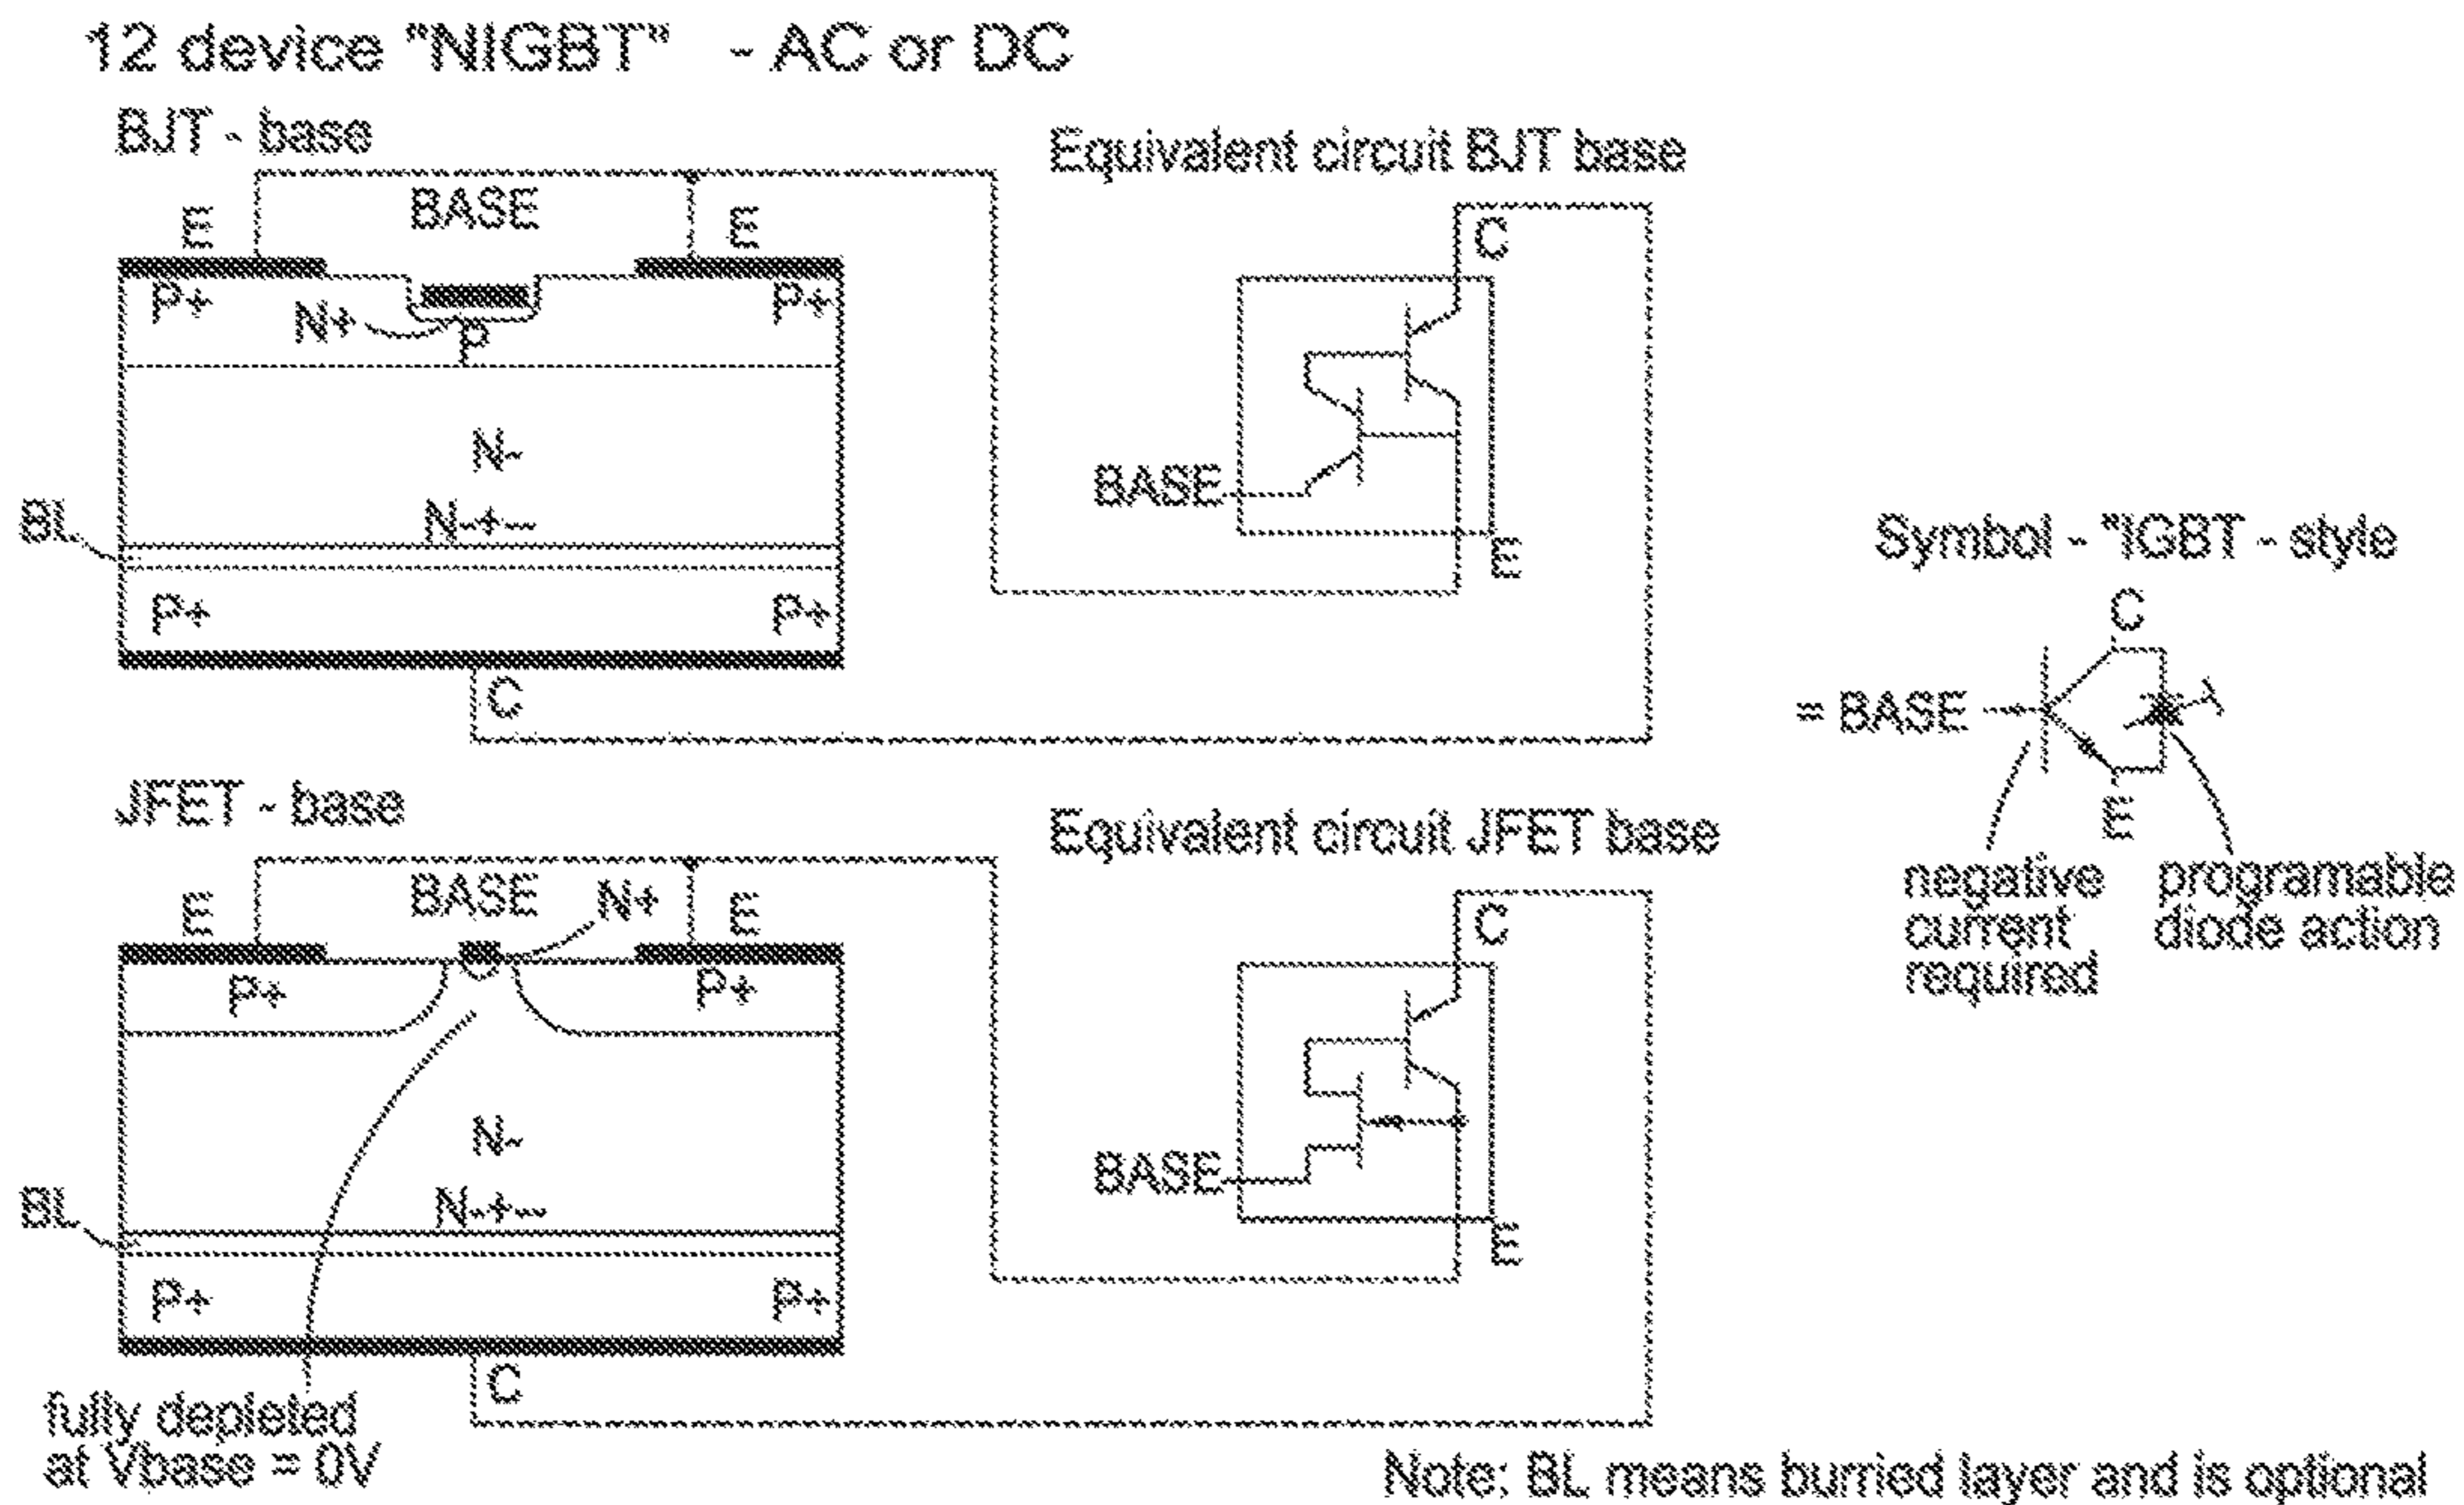 12 device "NIGBT" - AC or DC
BJT - base
Equivalent circuit BJT base
E
BASE
E
C
P+
P+
N+
P
N-
BASE
BL
N-+--
E
Symbol - "IGBT - style
P+
P+
C
C
= BASE
E
negative
current
required
programable
diode action
JFET - base
Equivalent circuit JFET base
E
BASE
N+
E
C
P+
P+
N-
BASE
BL
N-+--
E
P+
P+
C
fully depleted
at Vbase = 0V
Note: BL means burried layer and is optional